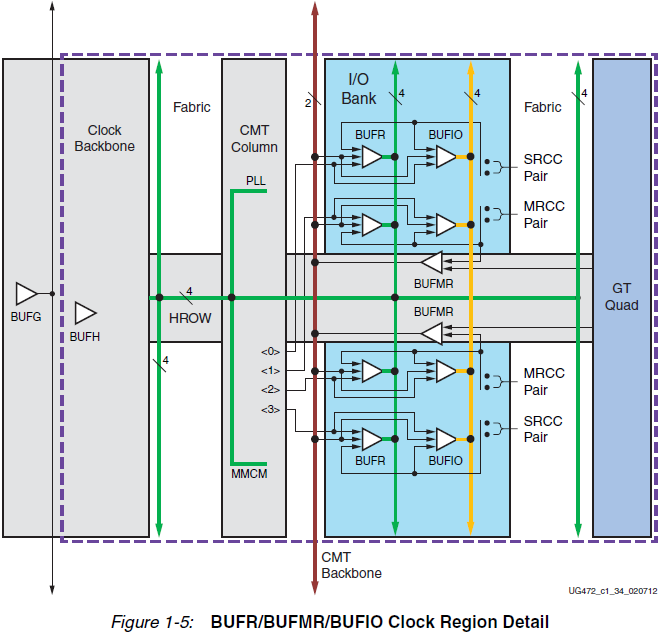 Clock
Backbone
Fabric
CMT
Column
2
I/O
Bank
4
4
Fabric
4
BUFR
BUFIO
SRCC
Pair
PLL
MRCC
Pair
BUFMR
4
HROW
BUFG
BUFH
BUFMR
GT
Quad
4
<0>
<1>
<2>
<3>
MRCC
Pair
SRCC
Pair
BUFR
BUFIO
MMCM
CMT
Backbone
UG472_c1_34_020712
Figure 1-5: BUFR/BUFMR/BUFIO Clock Region Detail